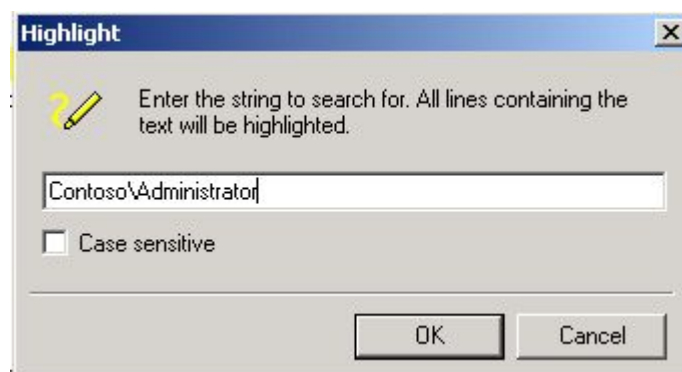 Highlight
Enter the string to search for. All lines containing the
text will be highlighted.
Contoso\Administrator
Case sensitive
OK
Cancel